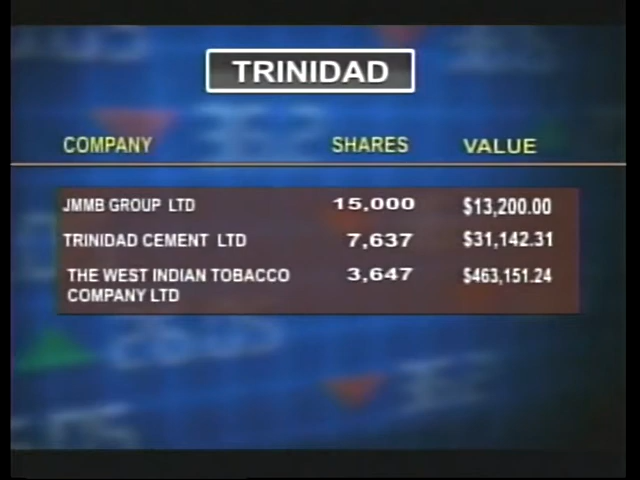 TRINIDAD
COMPANY SHARES VALUE
JMMB GROUP LTD 15,000 $13,200.00
TRINIDAD CEMENT LTD 7,637 $31,142.31
THE WEST INDIAN TOBACCO 3,647 $463,151.24
COMPANY LTD